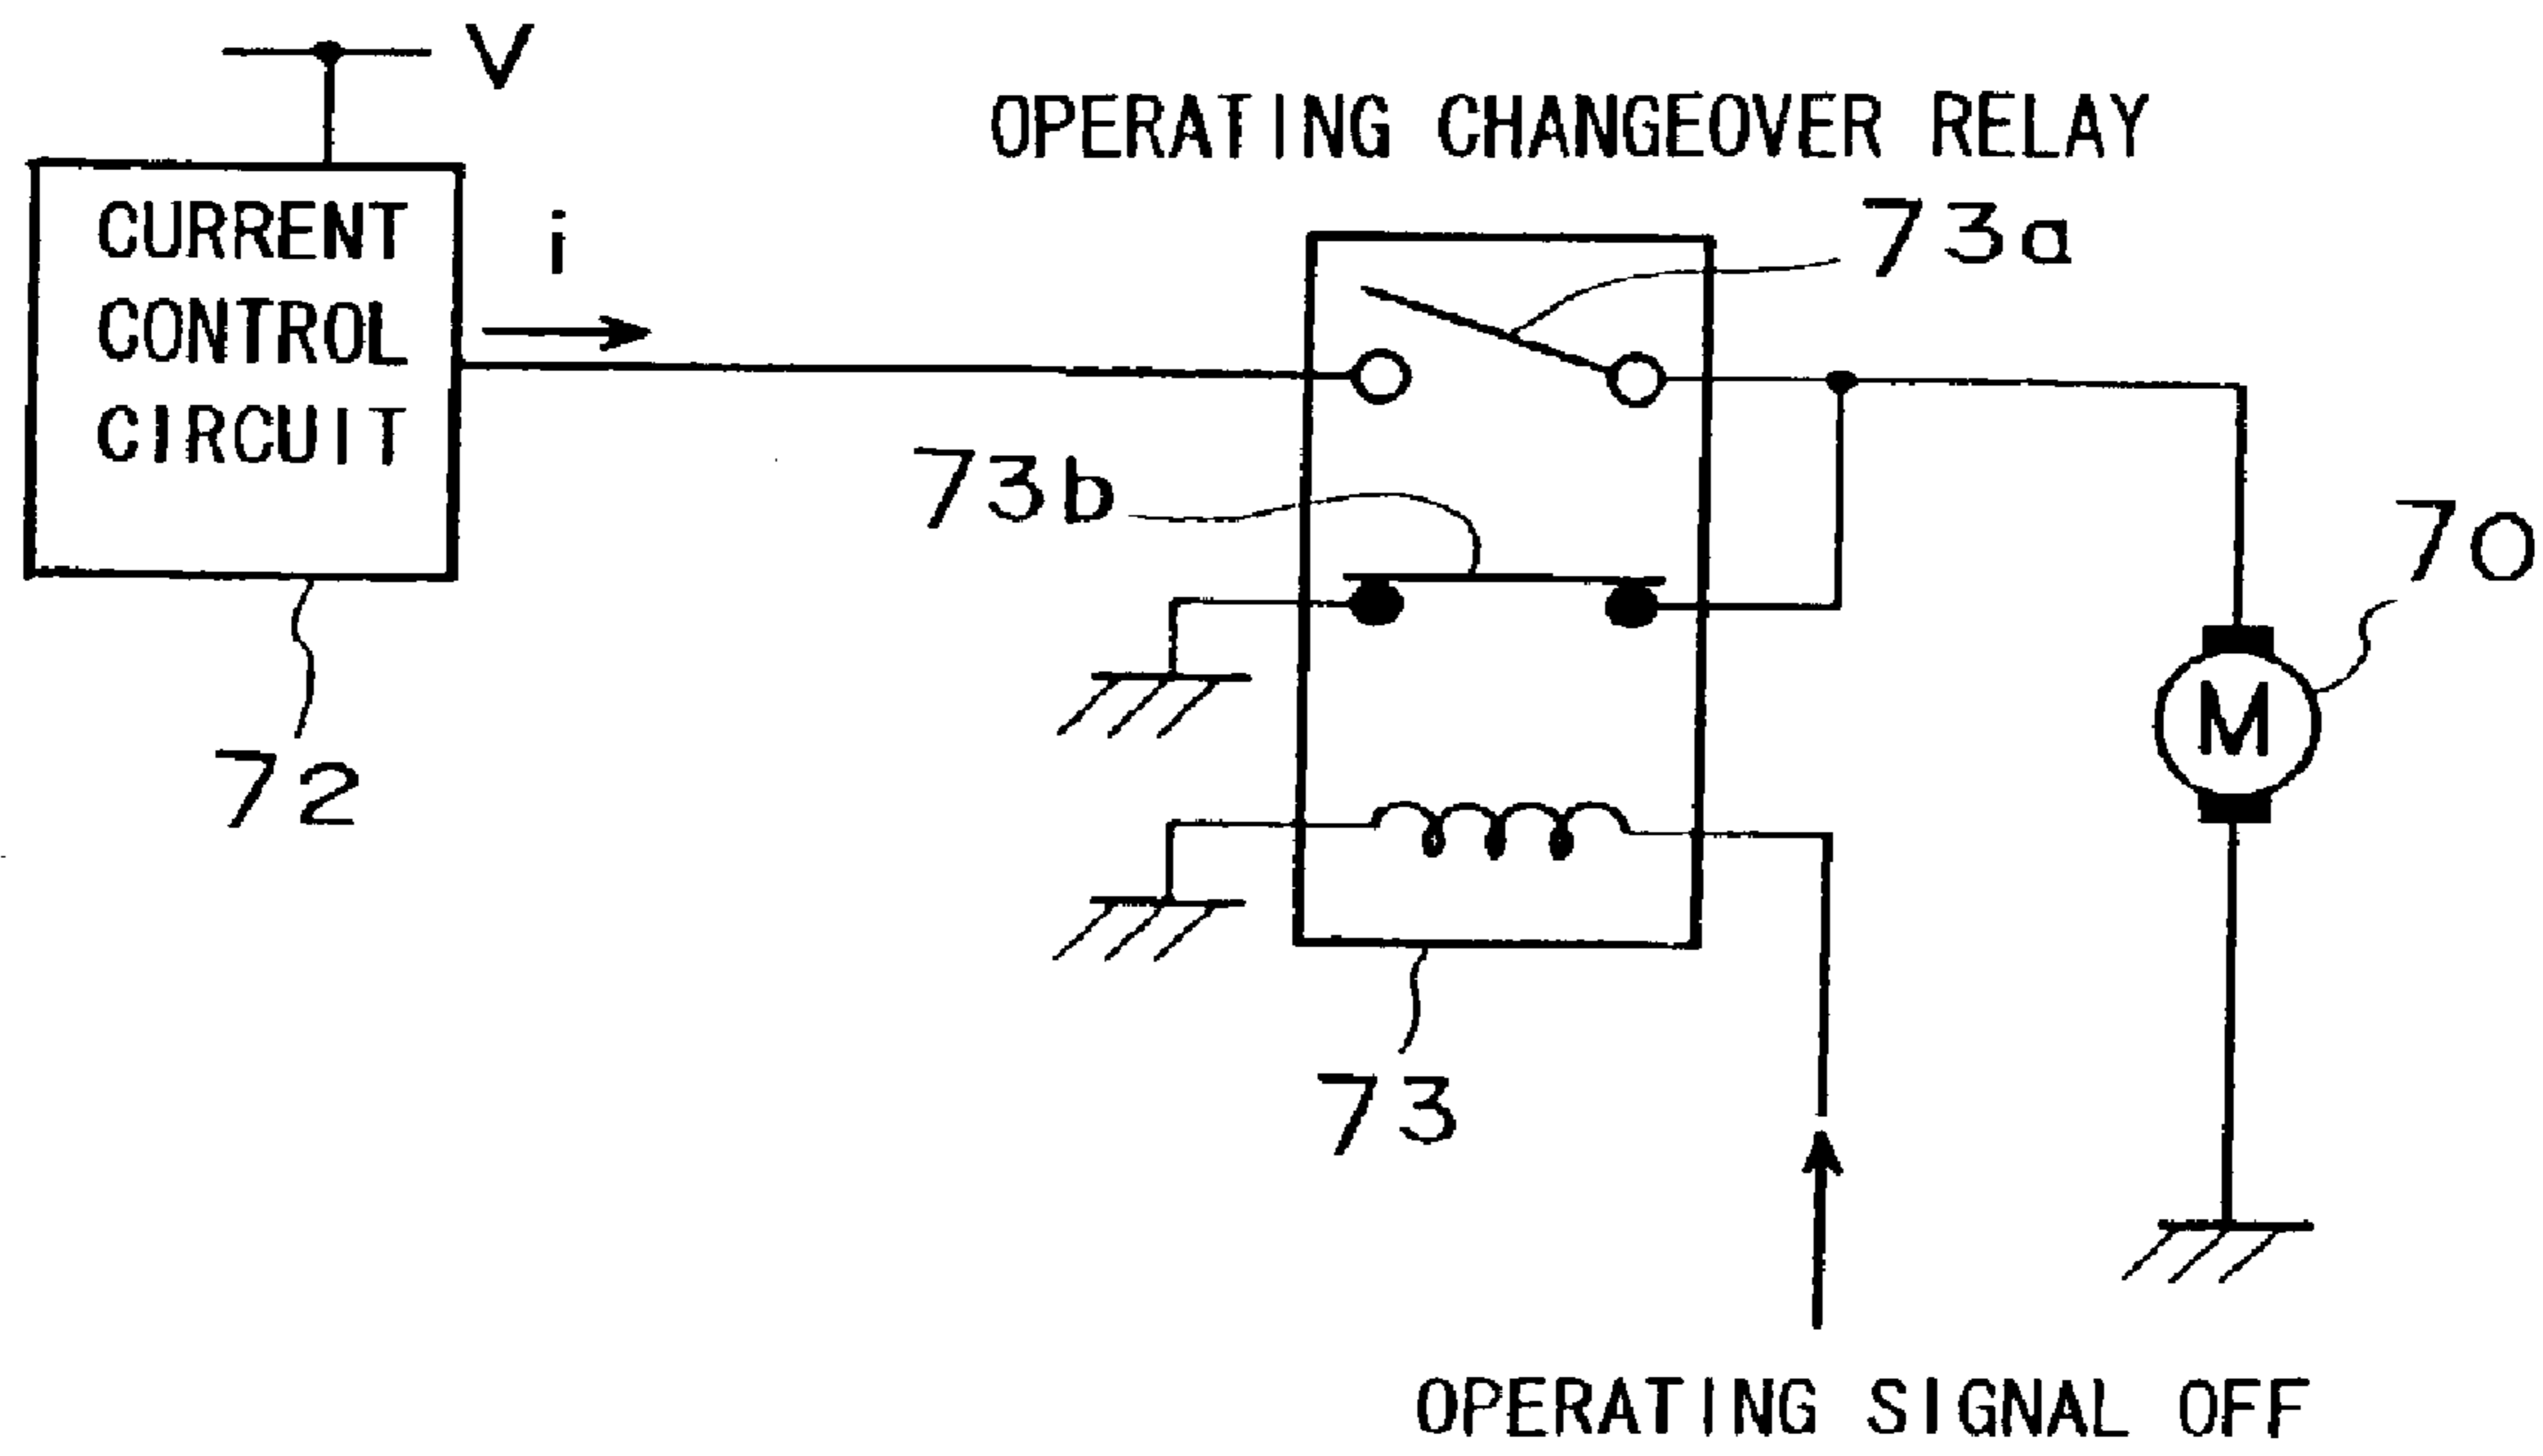 V
OPERATING CHANGEOVER RELAY
CURRENT
CONTROL
CIRCUIT
i
73a
73b
70
M
72
73
OPERATING SIGNAL OFF